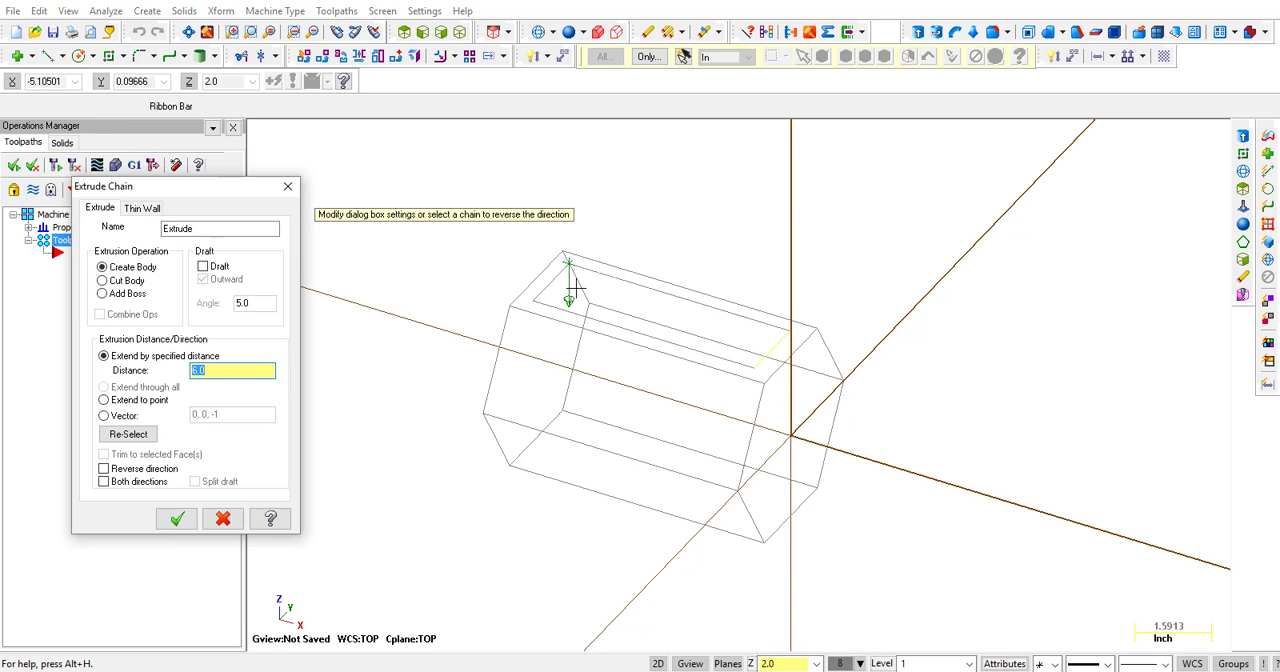 File Edit View Analyze Create Solids Xform Machine Type Toolpaths Screen Settings Help
All... Only... In
X -5.10501 Y 0.09666 Z 2.0
Ribbon Bar
Operations Manager
Toolpaths Solids
G1
Machine
Prop
Tool
Extrude Chain
Extrude Thin Wall
Name Extrude
Extrusion Operation Draft
Create Body Draft
Cut Body Outward
Add Boss
Angle: 5.0
Combine Ops
Extrusion Distance/Direction
Extend by specified distance
Distance: 6.0
Extend through all
Extend to point
Vector: 0, 0, -1
Re-Select
Trim to selected Face(s)
Reverse direction
Both directions Split draft
Modify dialog box settings or select a chain to reverse the direction
Z
Y
X
Gview:Not Saved WCS:TOP Cplane:TOP
1.5913
Inch
For help, press Alt+H. 2D Gview Planes Z 2.0 8 Level 1 Attributes WCS Groups ! ?